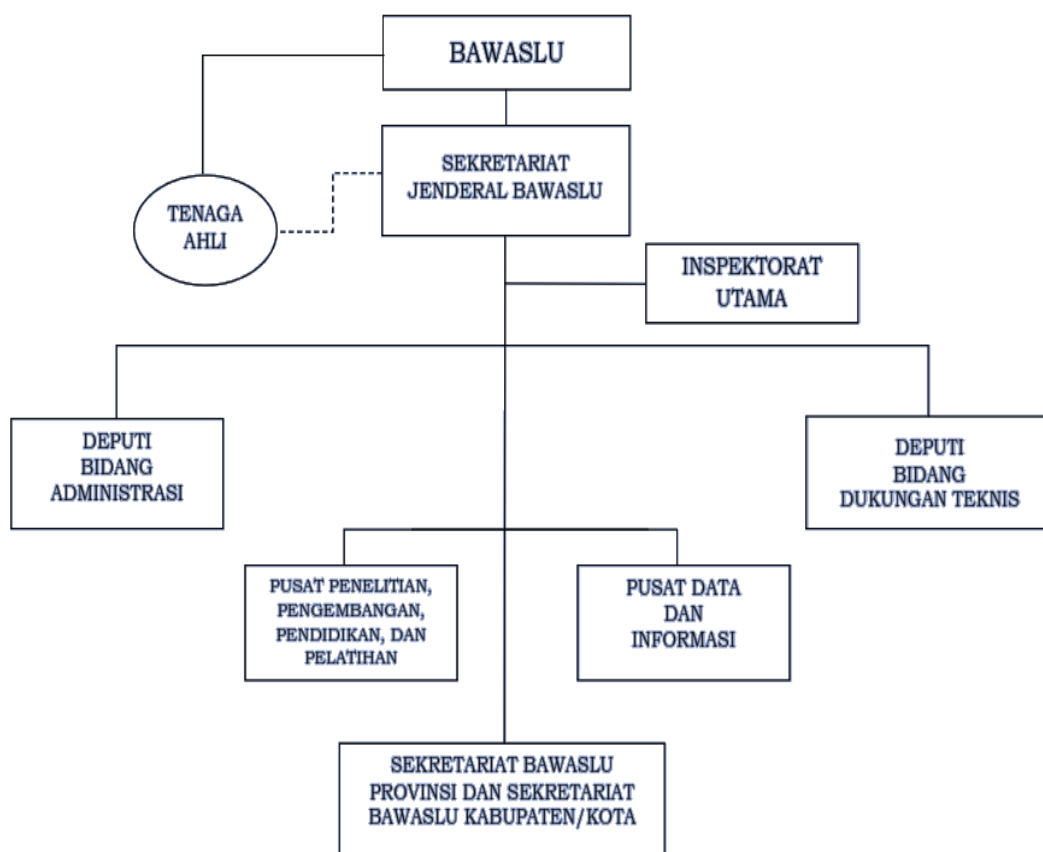 BAWASLU
SEKRETARIAT
JENDERAL BAWASLU
TENAGA
AHLI
INSPEKTORAT
UTAMA
DEPUTI
BIDANG
ADMINISTRASI
DEPUTI
BIDANG
DUKUNGAN TEKNIS
PUSAT PENELITIAN,
PENGEMBANGAN,
PENDIDIKAN, DAN
PELATIHAN
PUSAT DATA
DAN
INFORMASI
SEKRETARIAT BAWASLU
PROVINSI DAN SEKRETARIAT
BAWASLU KABUPATEN/KOTA